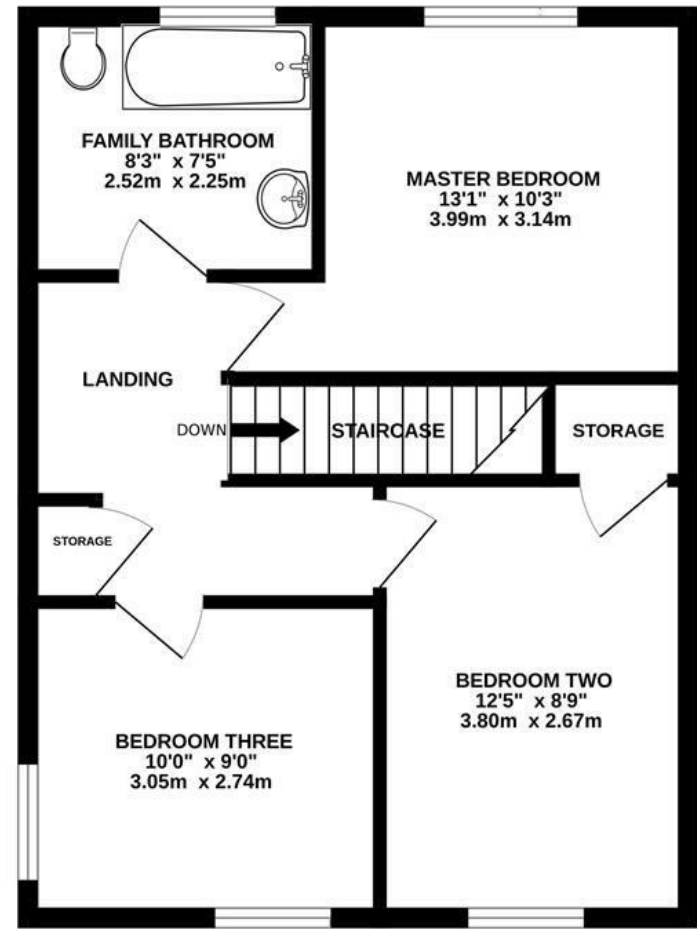 FAMILY BATHROOM
8'3" x 7'5"
2.52m x 2.25m
MASTER BEDROOM
13'1" x 10'3"
3.99m x 3.14m
LANDING
DOWN
STAIRCASE
STORAGE
STORAGE
BEDROOM TWO
12'5" x 8'9"
3.80m x 2.67m
BEDROOM THREE
10'0" x 9'0"
3.05m x 2.74m